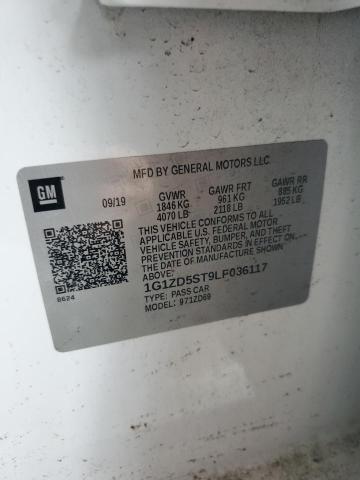 MFD BY GENERAL MOTORS LLC
GM
09/19
GVWR GAWR FRT GAWR RR
1846 KG 961 KG 885 KG
4070 LB 2118 LB 1952 LB
THIS VEHICLE CONFORMS TO ALL
APPLICABLE U.S. FEDERAL MOTOR
VEHICLE SAFETY, BUMPER, AND THEFT
PREVENTION STANDARDS IN EFFECT ON
THE DATE OF MANUFACTURE SHOWN
ABOVE.
1G1ZD5ST9LF036117
TYPE: PASS CAR
MODEL: 971ZD69
8624